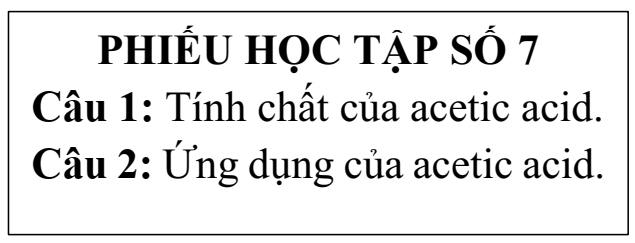 PHIẾU HỌC TẬP SỐ 7
Câu 1: Tính chất của acetic acid.
Câu 2: Ứng dụng của acetic acid.